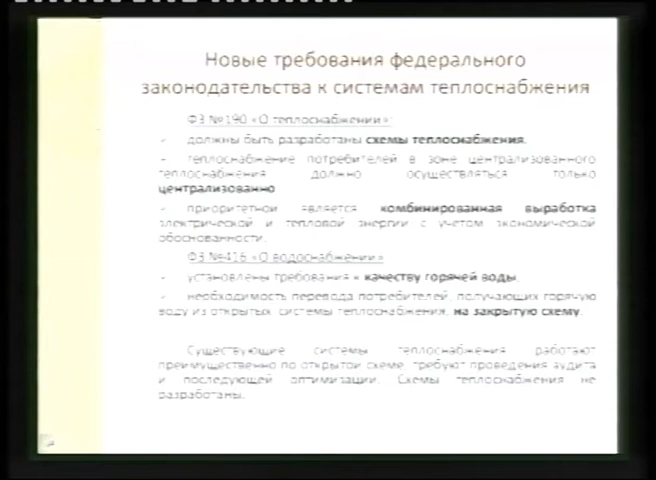 Новые требования федерального
законодательства к системам теплоснабжения
ФЗ №190 «О теплоснабжении»:
- должны быть разработаны схемы теплоснабжения.
- теплоснабжение потребителей в зоне централизованного
теплоснабжения должно осуществляться только
централизованно
- приоритетной является комбинированная выработка
электрической и тепловой энергии с учетом экономической
обоснованности.
ФЗ №416 «О водоснабжении»
- установлены требования к качеству горячей воды.
- необходимость перевода потребителей, получающих горячую
воду из открытых системы теплоснабжения, на закрытую схему.
Существующие системы теплоснабжения работают
преимущественно по открытой схеме, требуют проведения аудита
и последующей оптимизации. Схемы теплоснабжения не
разработаны.